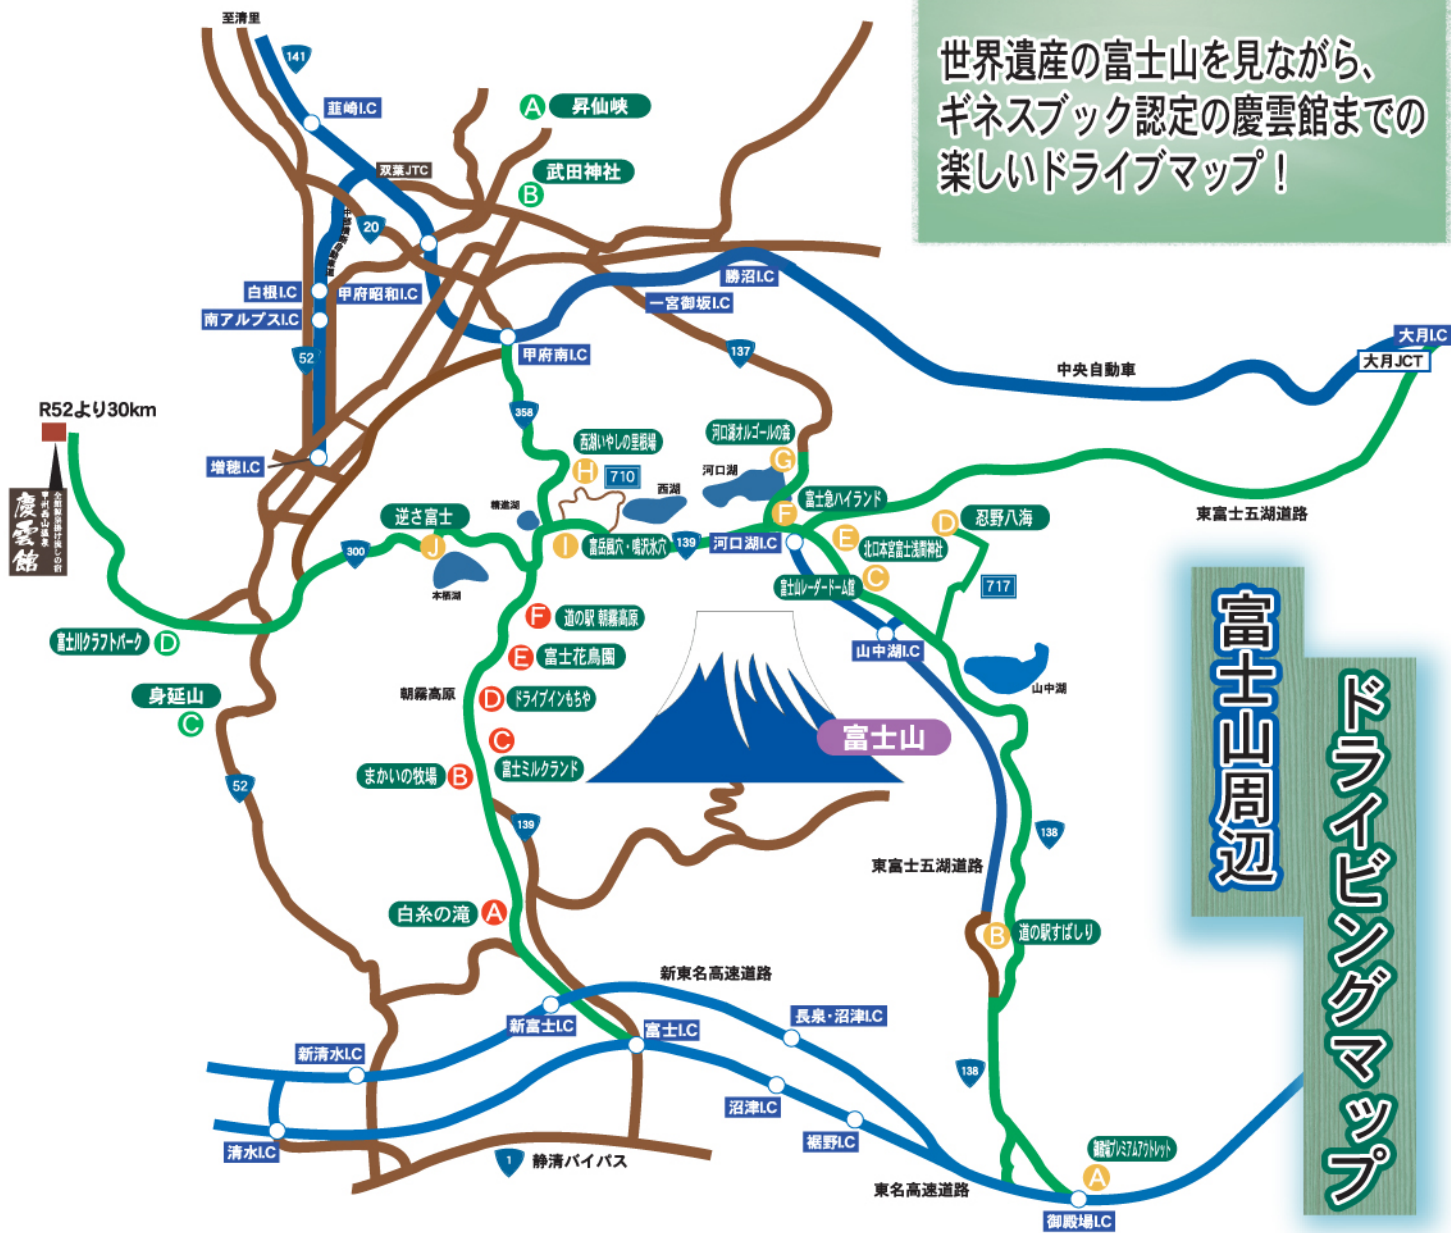 世界遺産の富士山を見ながら、
ギネスブック認定の慶雲館までの
楽しいドライブマップ！
至清里
141
韮崎I.C
A 昇仙峡
双葉JTC
武田神社
B
20
白根I.C
甲府昭和I.C
南アルプスI.C
52
勝沼I.C
一宮御坂I.C
甲府南I.C
137
中央自動車
大月I.C
大月JCT
R52より30km
358
増穂I.C
慶雲館
全館源泉掛け流しの宿
甲州西山温泉
西湖いやしの里根場
H
710
西湖
精進湖
河口湖オルゴールの森
G
河口湖
富士急ハイランド
F
河口湖I.C
東富士五湖道路
逆さ富士
J
本栖湖
300
I 富岳風穴・鳴沢氷穴
139
E 北口本宮富士浅間神社
D 忍野八海
C
富士山レーダードーム館
717
山中湖I.C
山中湖
富士川クラフトパーク D
身延山
C
F 道の駅 朝霧高原
E 富士花鳥園
朝霧高原
D ドライブインもちや
C
富士ミルクランド
まかいの牧場 B
富士山
52
139
138
東富士五湖道路
白糸の滝 A
B 道の駅すばしり
新東名高速道路
新富士I.C
富士I.C
長泉・沼津I.C
新清水I.C
138
沼津I.C
裾野I.C
清水I.C
1 静清バイパス
東名高速道路
御殿場プレミアムアウトレット
A
御殿場I.C
富士山周辺
ドライビングマップ